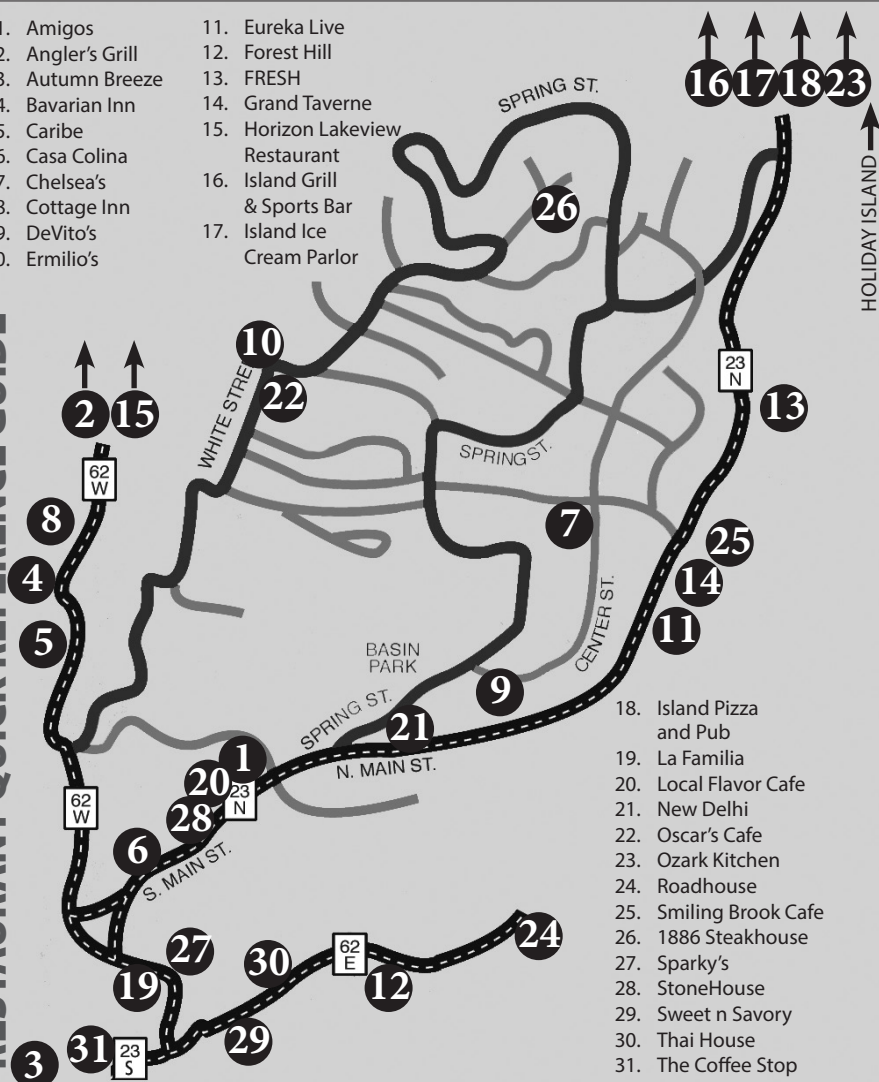 1. Amigos
2. Angler's Grill
3. Autumn Breeze
4. Bavarian Inn
5. Caribe
6. Casa Colina
7. Chelsea's
8. Cottage Inn
9. DeVito's
0. Ermilio's
11. Eureka Live
12. Forest Hill
13. FRESH
14. Grand Taverne
15. Horizon Lakeview
Restaurant
16. Island Grill
& Sports Bar
17. Island Ice
Cream Parlor
SPRING ST.
16 17 18 23
HOLIDAY ISLAND
26
10
22
WHITE STRE
2 15
62
W
23
N
13
SPRING ST.
8
7
25
4
14
5
11
CENTER ST.
BASIN
PARK
9
SPRING ST.
21
N. MAIN ST.
1
20
23
N
28
62
W
6
S. MAIN ST.
27
19
30
62
E
24
12
29
31
23
S
3
RESTAURANT QUICK REFERENCE GUIDE
18. Island Pizza
and Pub
19. La Familia
20. Local Flavor Cafe
21. New Delhi
22. Oscar's Cafe
23. Ozark Kitchen
24. Roadhouse
25. Smiling Brook Cafe
26. 1886 Steakhouse
27. Sparky's
28. StoneHouse
29. Sweet n Savory
30. Thai House
31. The Coffee Stop